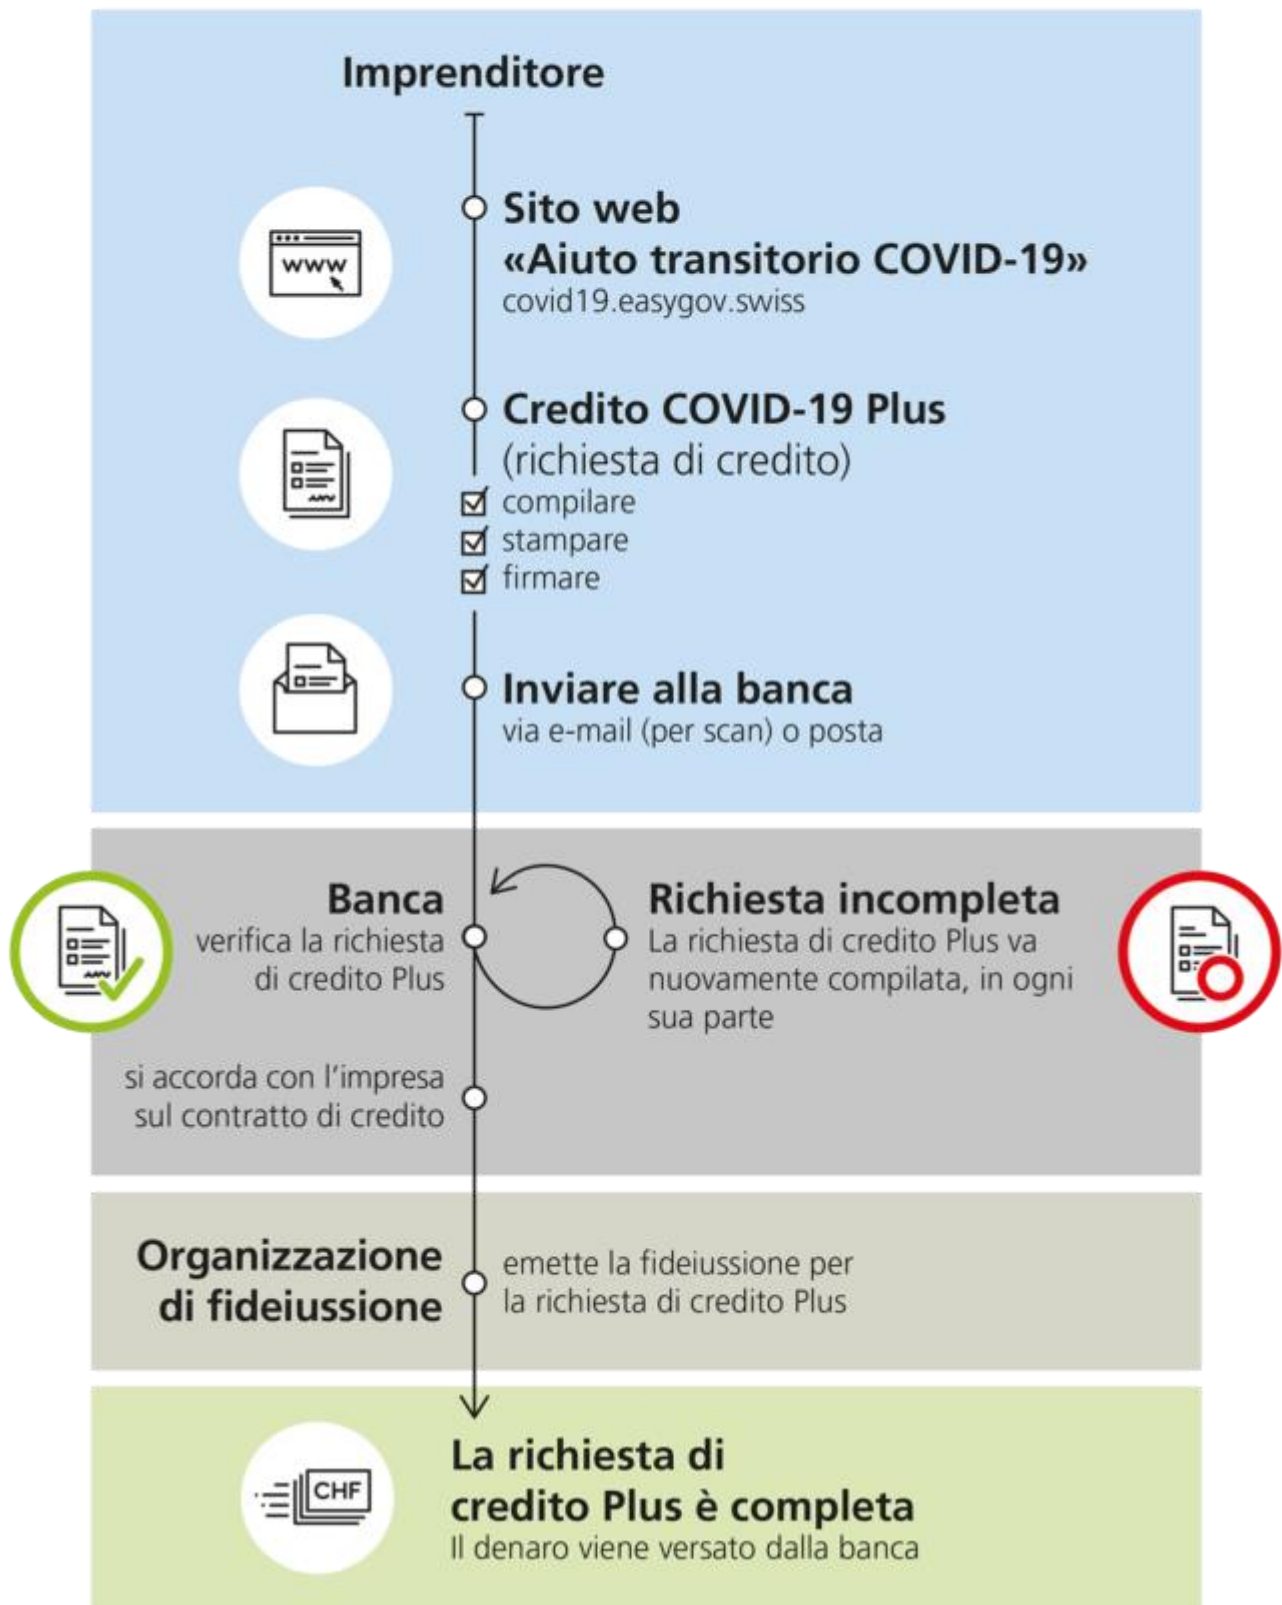 Imprenditore
www
Sito web
«Aiuto transitorio COVID-19»
covid19.easygov.swiss
Credito COVID-19 Plus
(richiesta di credito)
compilare
stampare
firmare
Inviare alla banca
via e-mail (per scan) o posta
Banca
verifica la richiesta
di credito Plus
Richiesta incompleta
La richiesta di credito Plus va
nuovamente compilata, in ogni
sua parte
si accorda con l'impresa
sul contratto di credito
Organizzazione
di fideiussione
emette la fideiussione per
la richiesta di credito Plus
CHF
La richiesta di
credito Plus è completa
Il denaro viene versato dalla banca